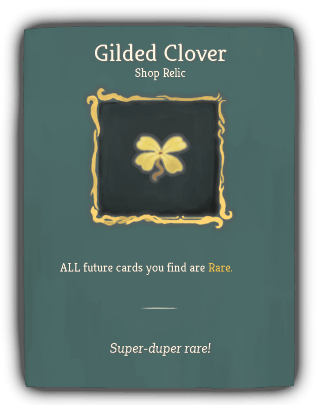 Gilded Clover
Shop Relic
ALL future cards you find are Rare.
Super-duper rare!